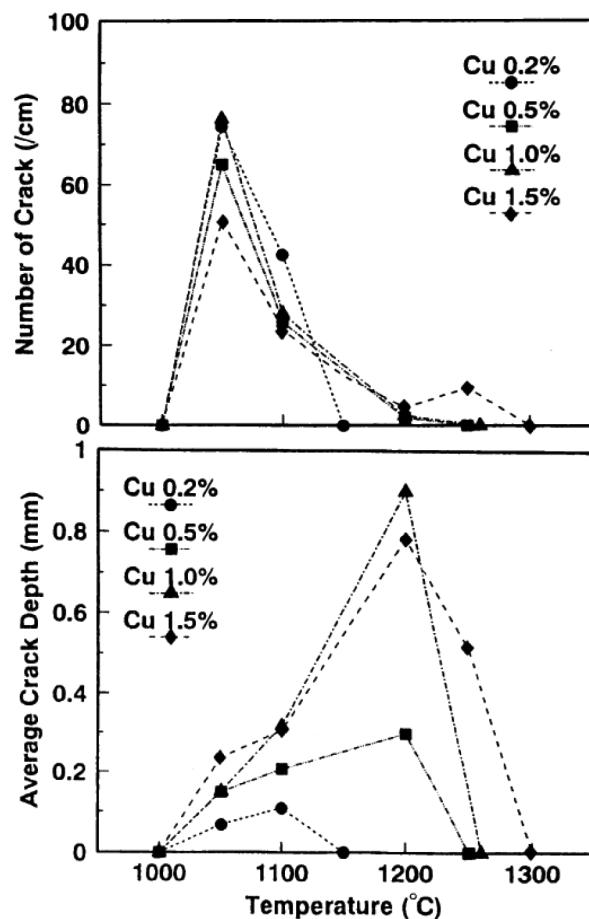 100
80
60
40
20
0
Number of Crack (/cm)
Cu 0.2%
Cu 0.5%
Cu 1.0%
Cu 1.5%
1
0.8
0.6
0.4
0.2
0
Average Crack Depth (mm)
Cu 0.2%
Cu 0.5%
Cu 1.0%
Cu 1.5%
1000 1100 1200 1300
Temperature (°C)